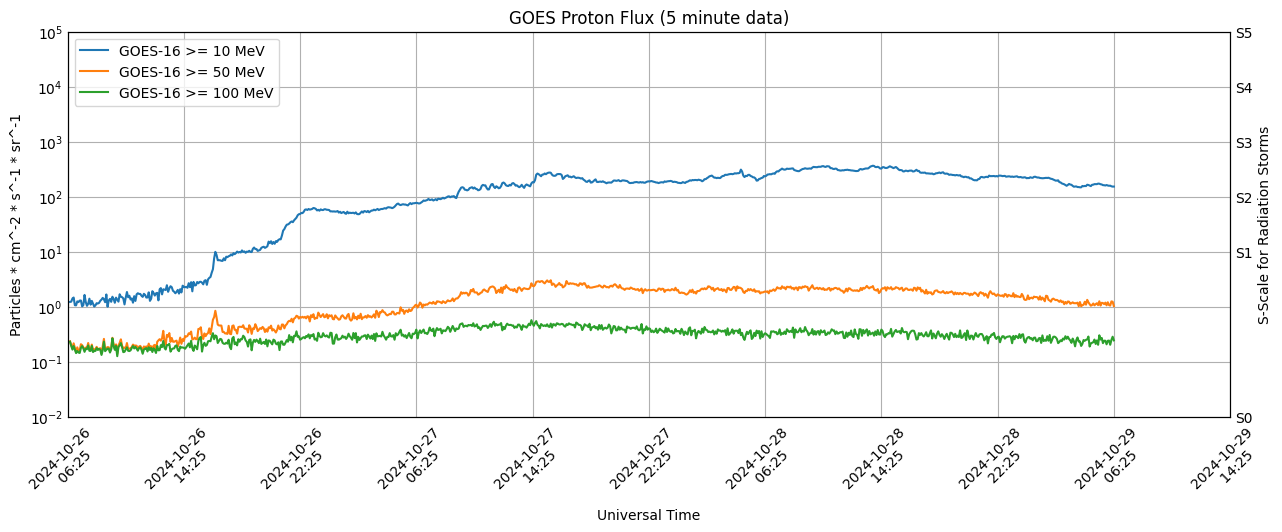 GOES Proton Flux (5 minute data)
GOES-16 >= 10 MeV
GOES-16 >= 50 MeV
GOES-16 >= 100 MeV
Particles * cm^-2 * s^-1 * sr^-1
10^5
10^4
10^3
10^2
10^1
10^0
10^-1
10^-2
S5
S4
S3
S2
S1
S0
S-Scale for Radiation Storms
2024-10-26
06:25
2024-10-26
14:25
2024-10-26
22:25
2024-10-27
06:25
2024-10-27
14:25
2024-10-27
22:25
2024-10-28
06:25
2024-10-28
14:25
2024-10-28
22:25
2024-10-29
06:25
2024-10-29
14:25
Universal Time